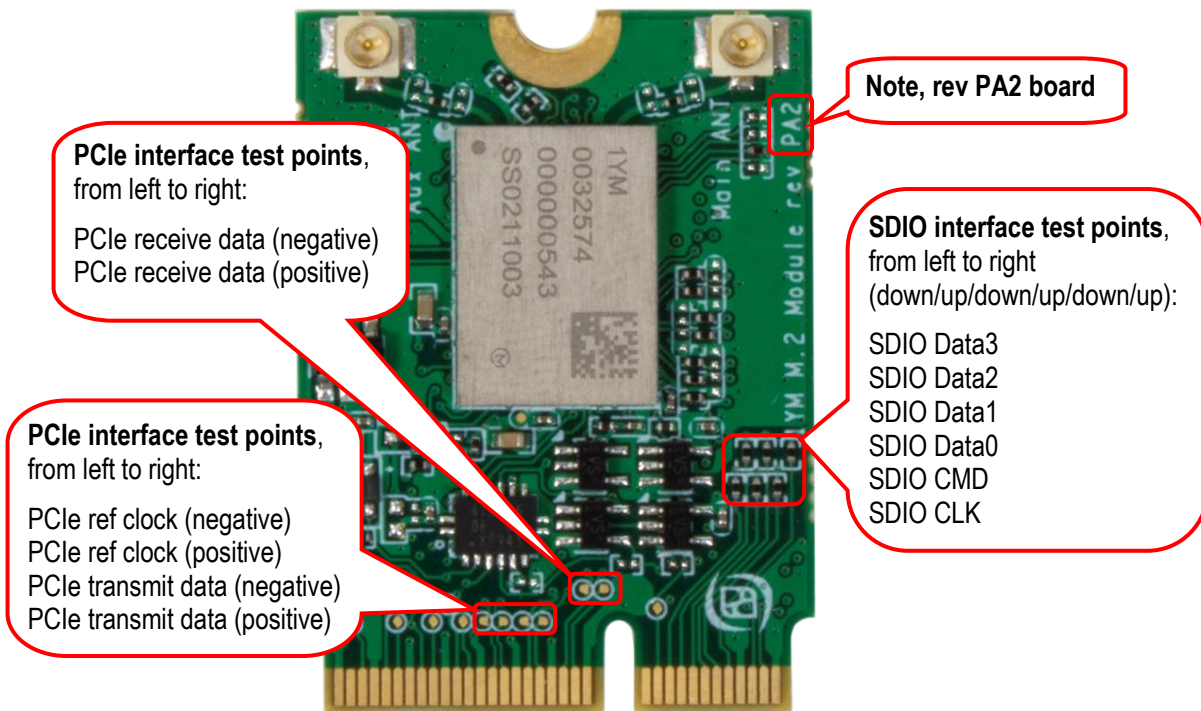 Note, rev PA2 board
PCIe interface test points,
from left to right:
PCIe receive data (negative)
PCIe receive data (positive)
SDIO interface test points,
from left to right
(down/up/down/up/down/up):
SDIO Data3
SDIO Data2
SDIO Data1
SDIO Data0
SDIO CMD
SDIO CLK
PCIe interface test points,
from left to right:
PCIe ref clock (negative)
PCIe ref clock (positive)
PCIe transmit data (negative)
PCIe transmit data (positive)
Aux ANT
1YM
0032574
000000543
SS0211003
Main ANT
1YM M.2 Module rev PA2